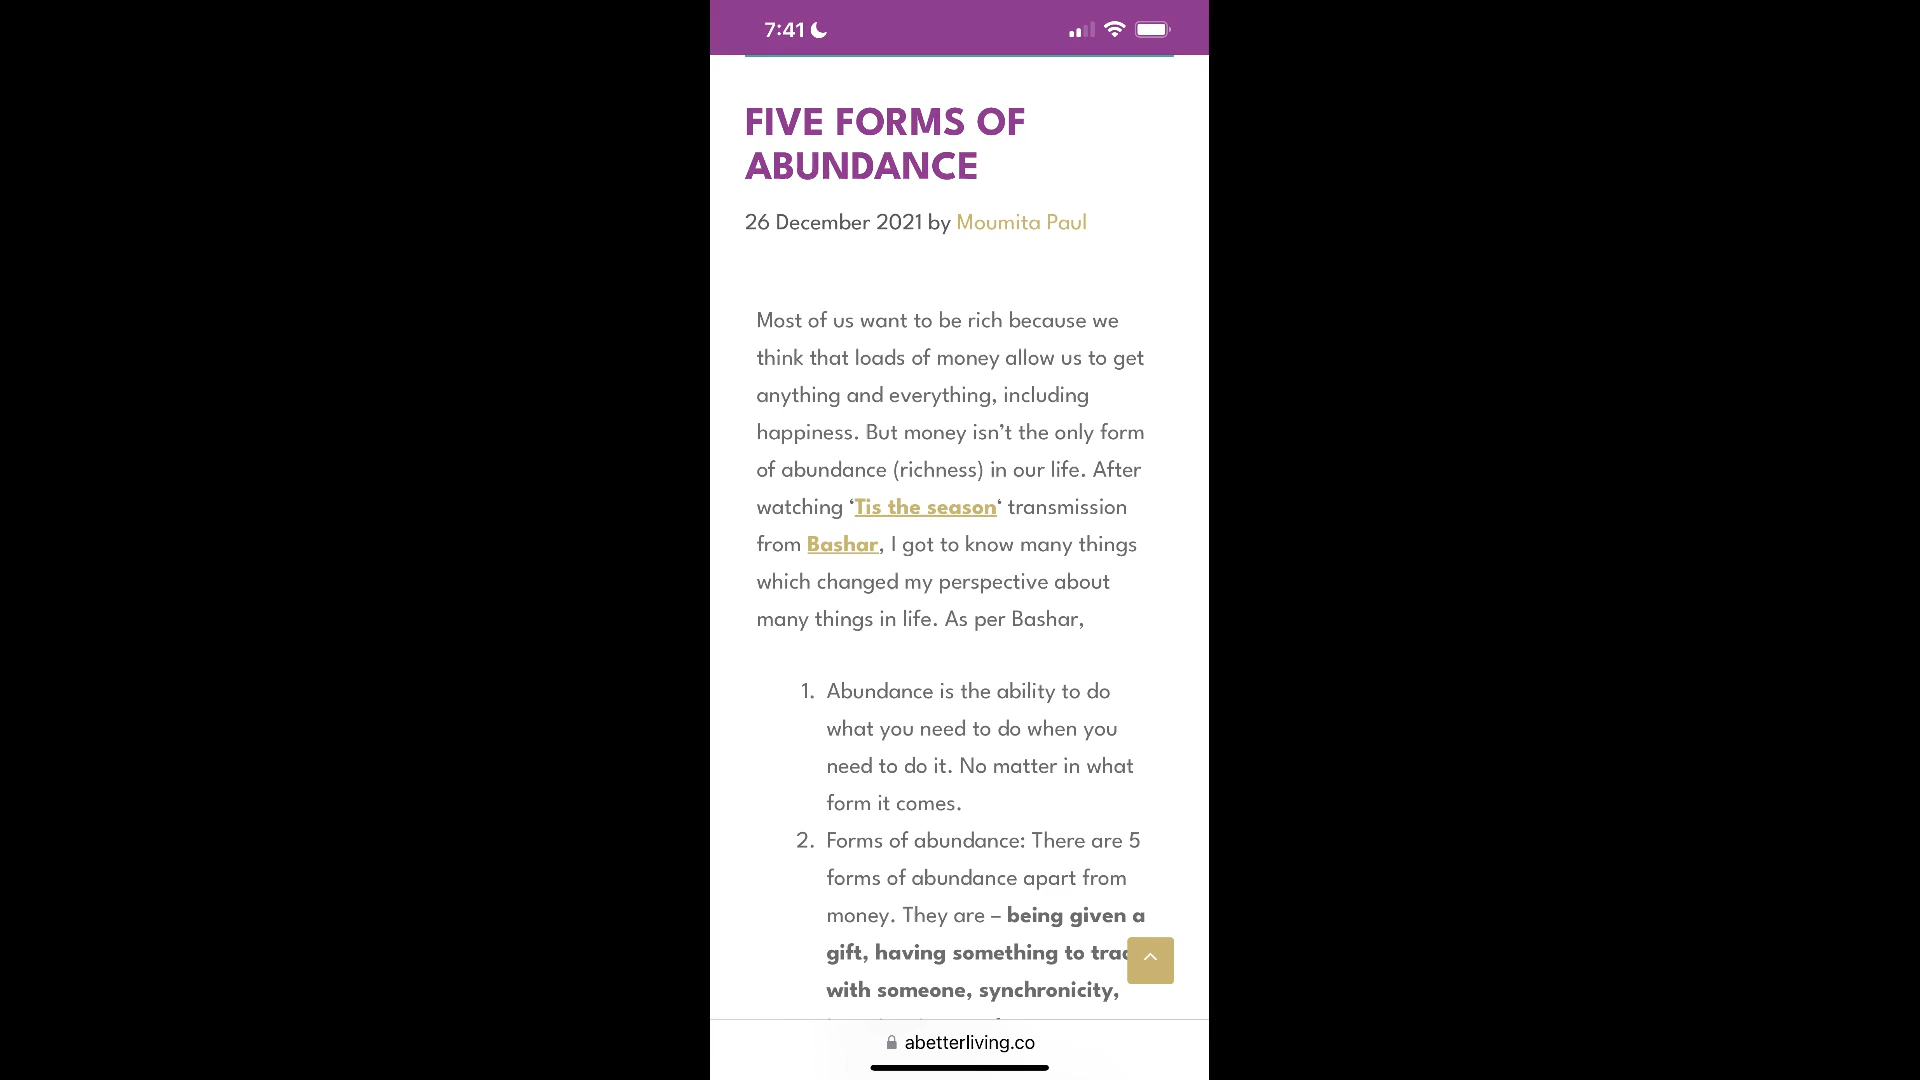 7:41
FIVE FORMS OF
ABUNDANCE
26 December 2021 by Moumita Paul
Most of us want to be rich because we
think that loads of money allow us to get
anything and everything, including
happiness. But money isn’t the only form
of abundance (richness) in our life. After
watching ‘Tis the season‘ transmission
from Bashar, I got to know many things
which changed my perspective about
many things in life. As per Bashar,
1. Abundance is the ability to do
what you need to do when you
need to do it. No matter in what
form it comes.
2. Forms of abundance: There are 5
forms of abundance apart from
money. They are – being given a
gift, having something to
with someone, synchronicity,
abetterliving.co